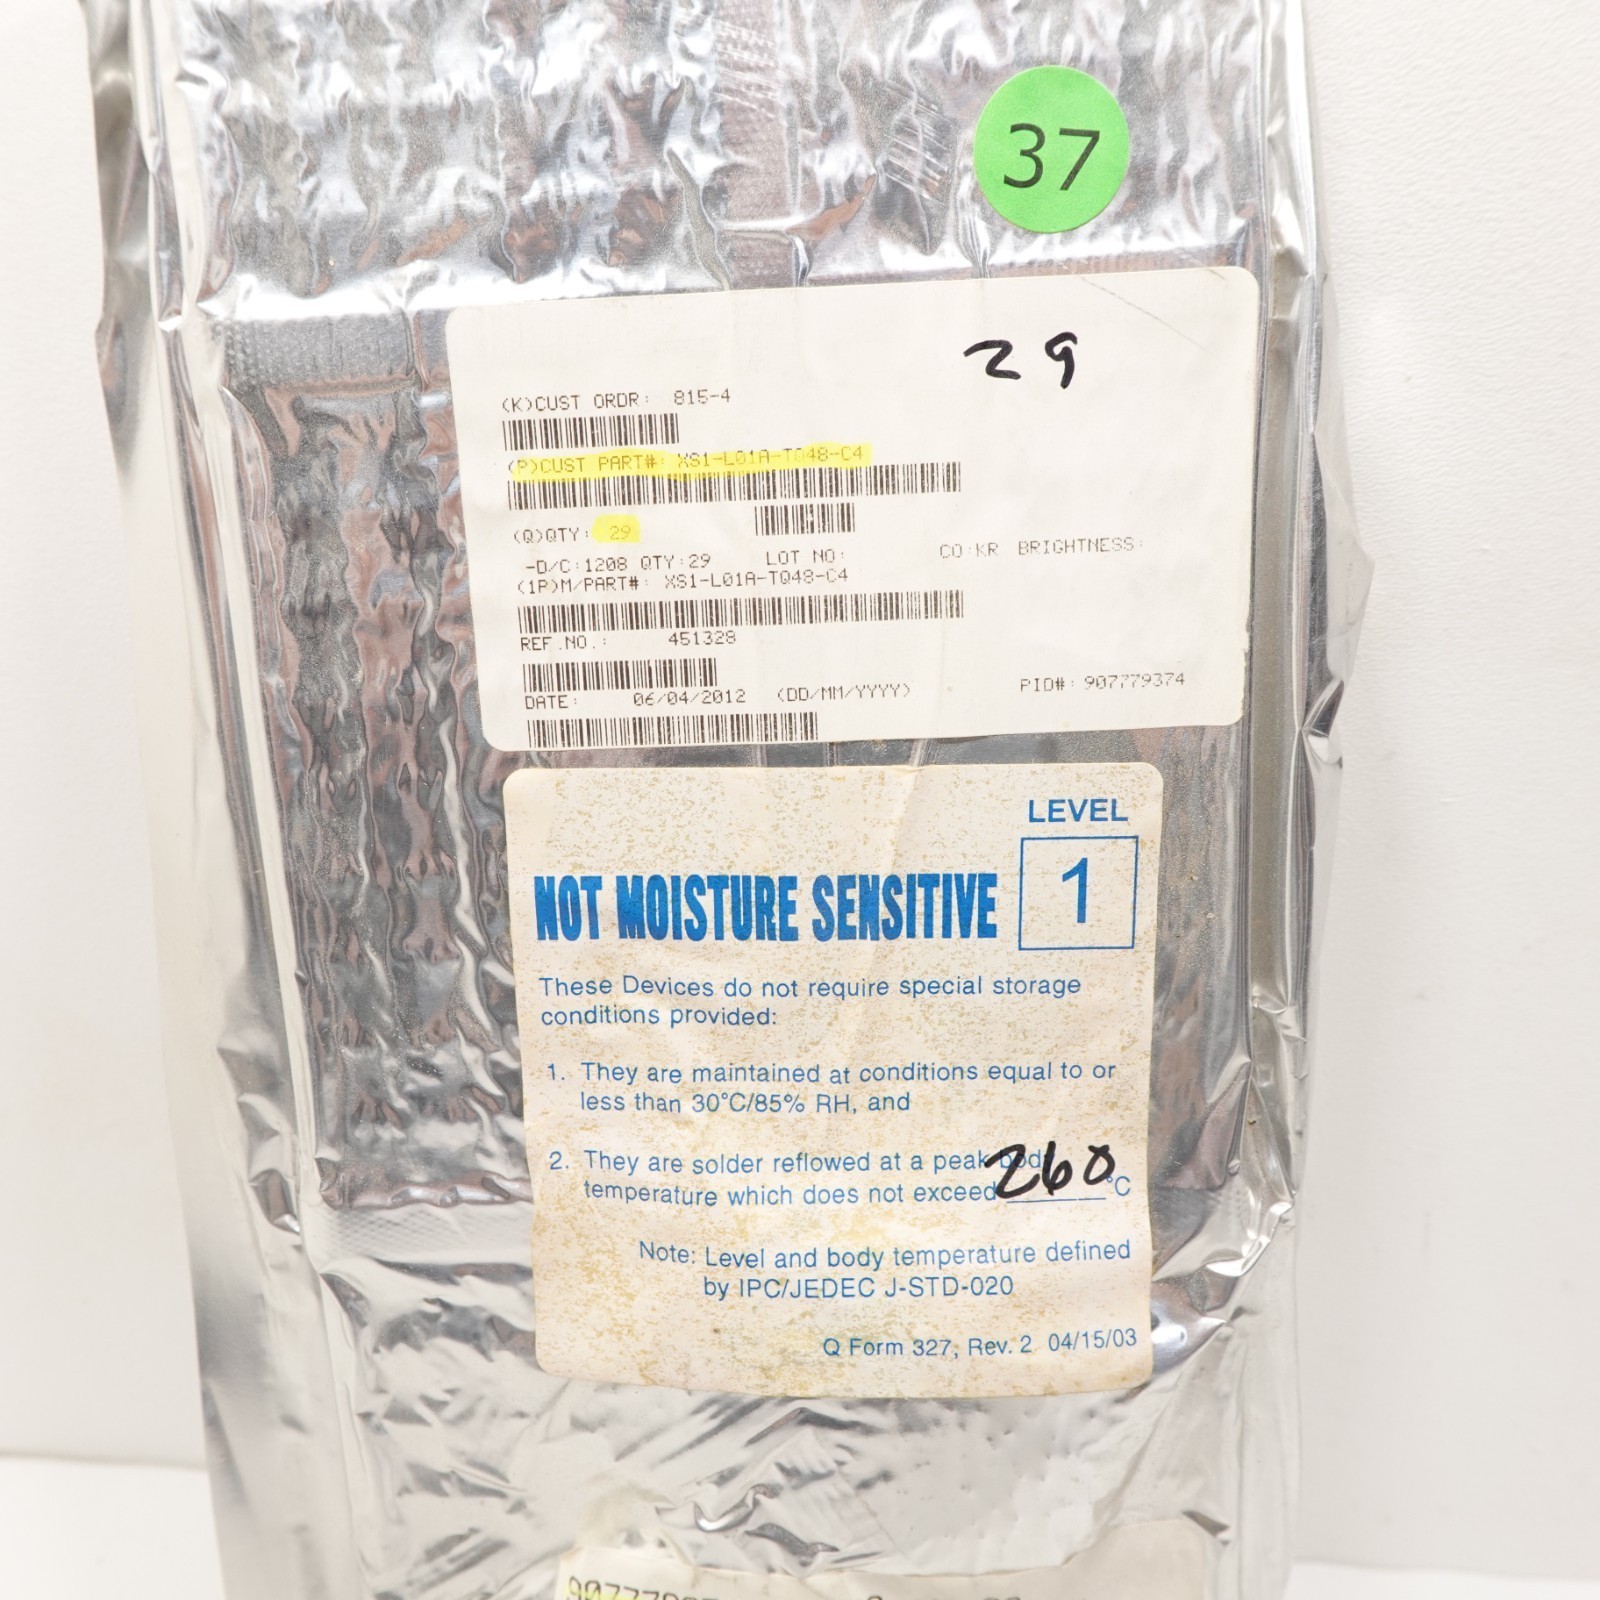 37
29
(K)CUST ORDR: 815-4
(P)CUST PART#: XS1-L01A-TQ48-C4
(Q)QTY: 29
-D/C:1208 QTY:29 LOT NO: CO:KR BRIGHTNESS:
(1P)M/PART#: XS1-L01A-TQ48-C4
REF.NO.: 451328
DATE: 06/04/2012 (DD/MM/YYYY) PID#: 907779374
LEVEL
1
NOT MOISTURE SENSITIVE
These Devices do not require special storage
conditions provided:
1. They are maintained at conditions equal to or
less than 30°C/85% RH, and
2. They are solder reflowed at a peak body
temperature which does not exceed 260 °C
Note: Level and body temperature defined
by IPC/JEDEC J-STD-020
Q Form 327, Rev. 2 04/15/03